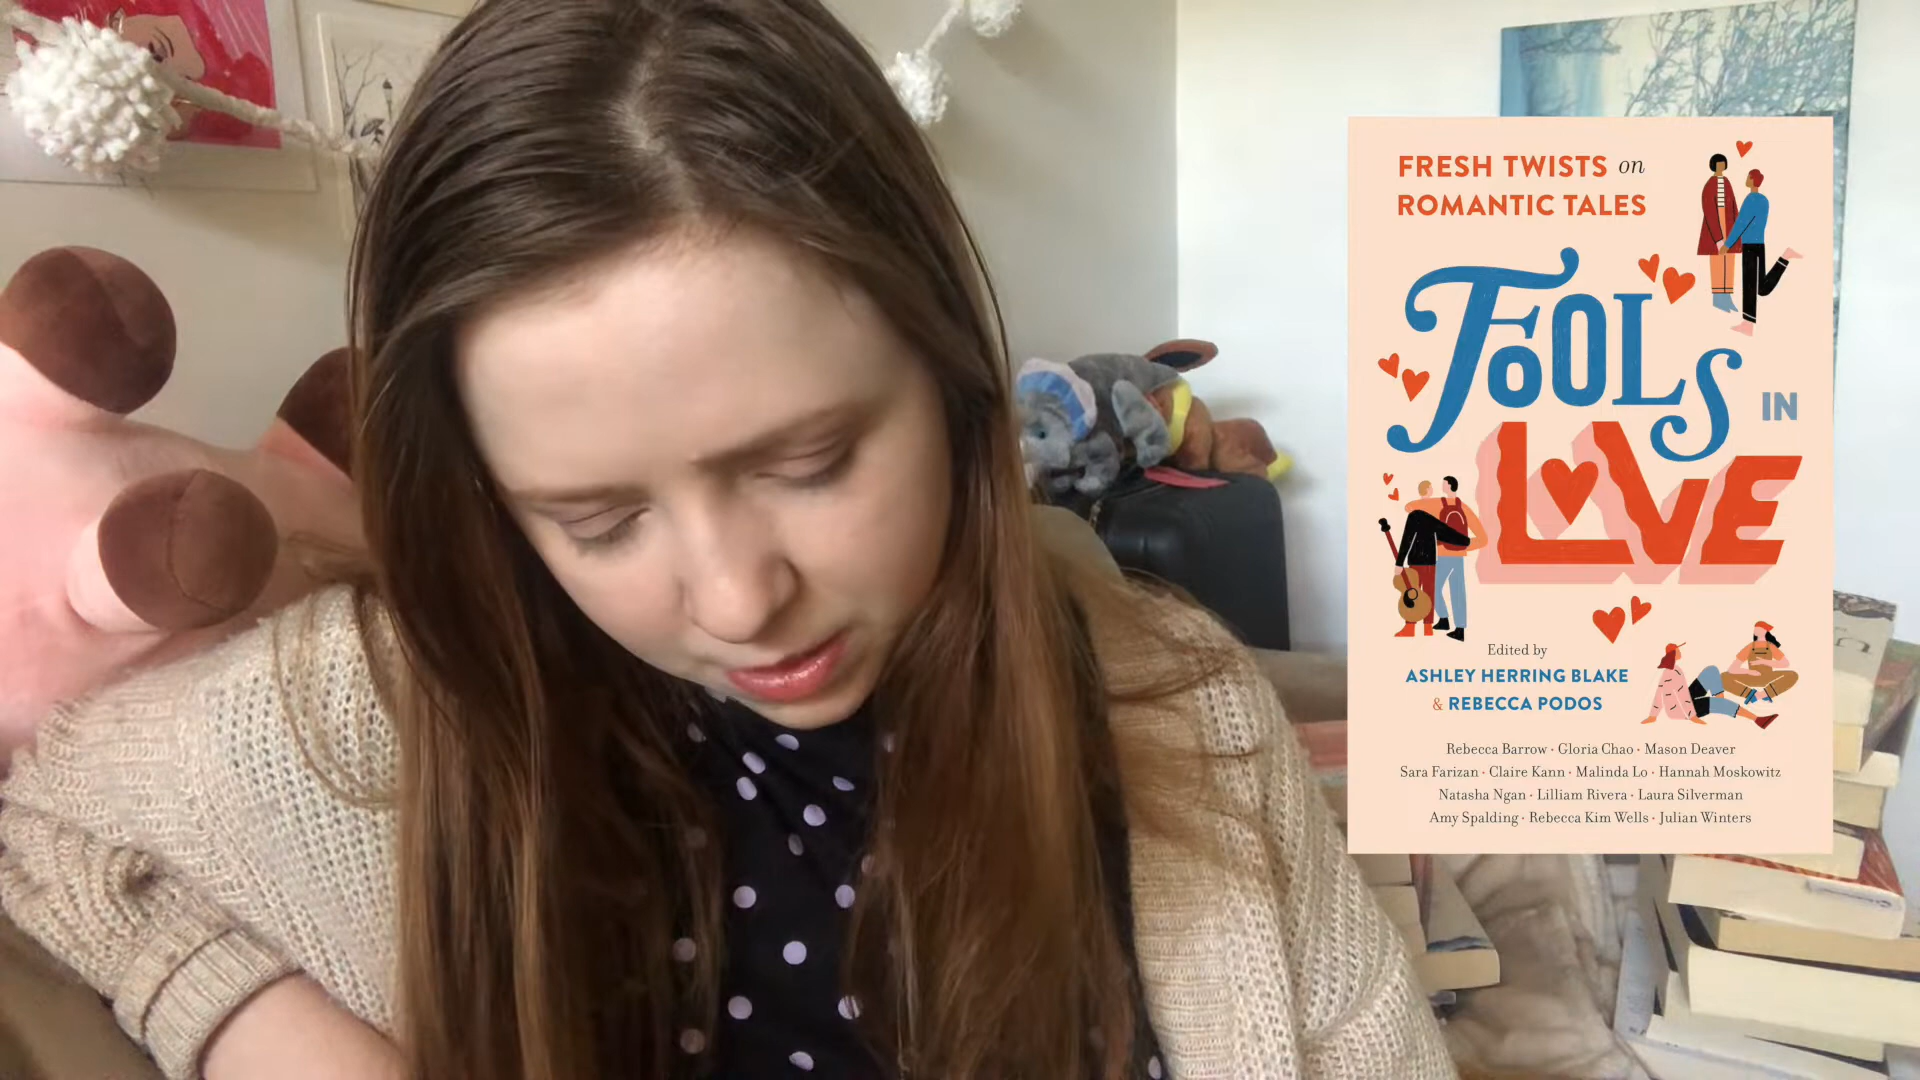 FRESH TWISTS on
ROMANTIC TALES
FOOLS IN
LOVE
Edited by
ASHLEY HERRING BLAKE
& REBECCA PODOS
Rebecca Barrow · Gloria Chao · Mason Deaver
Sara Farizan · Claire Kann · Malinda Lo · Hannah Moskowitz
Natasha Ngan · Lilliam Rivera · Laura Silverman
Amy Spalding · Rebecca Kim Wells · Julian Winters